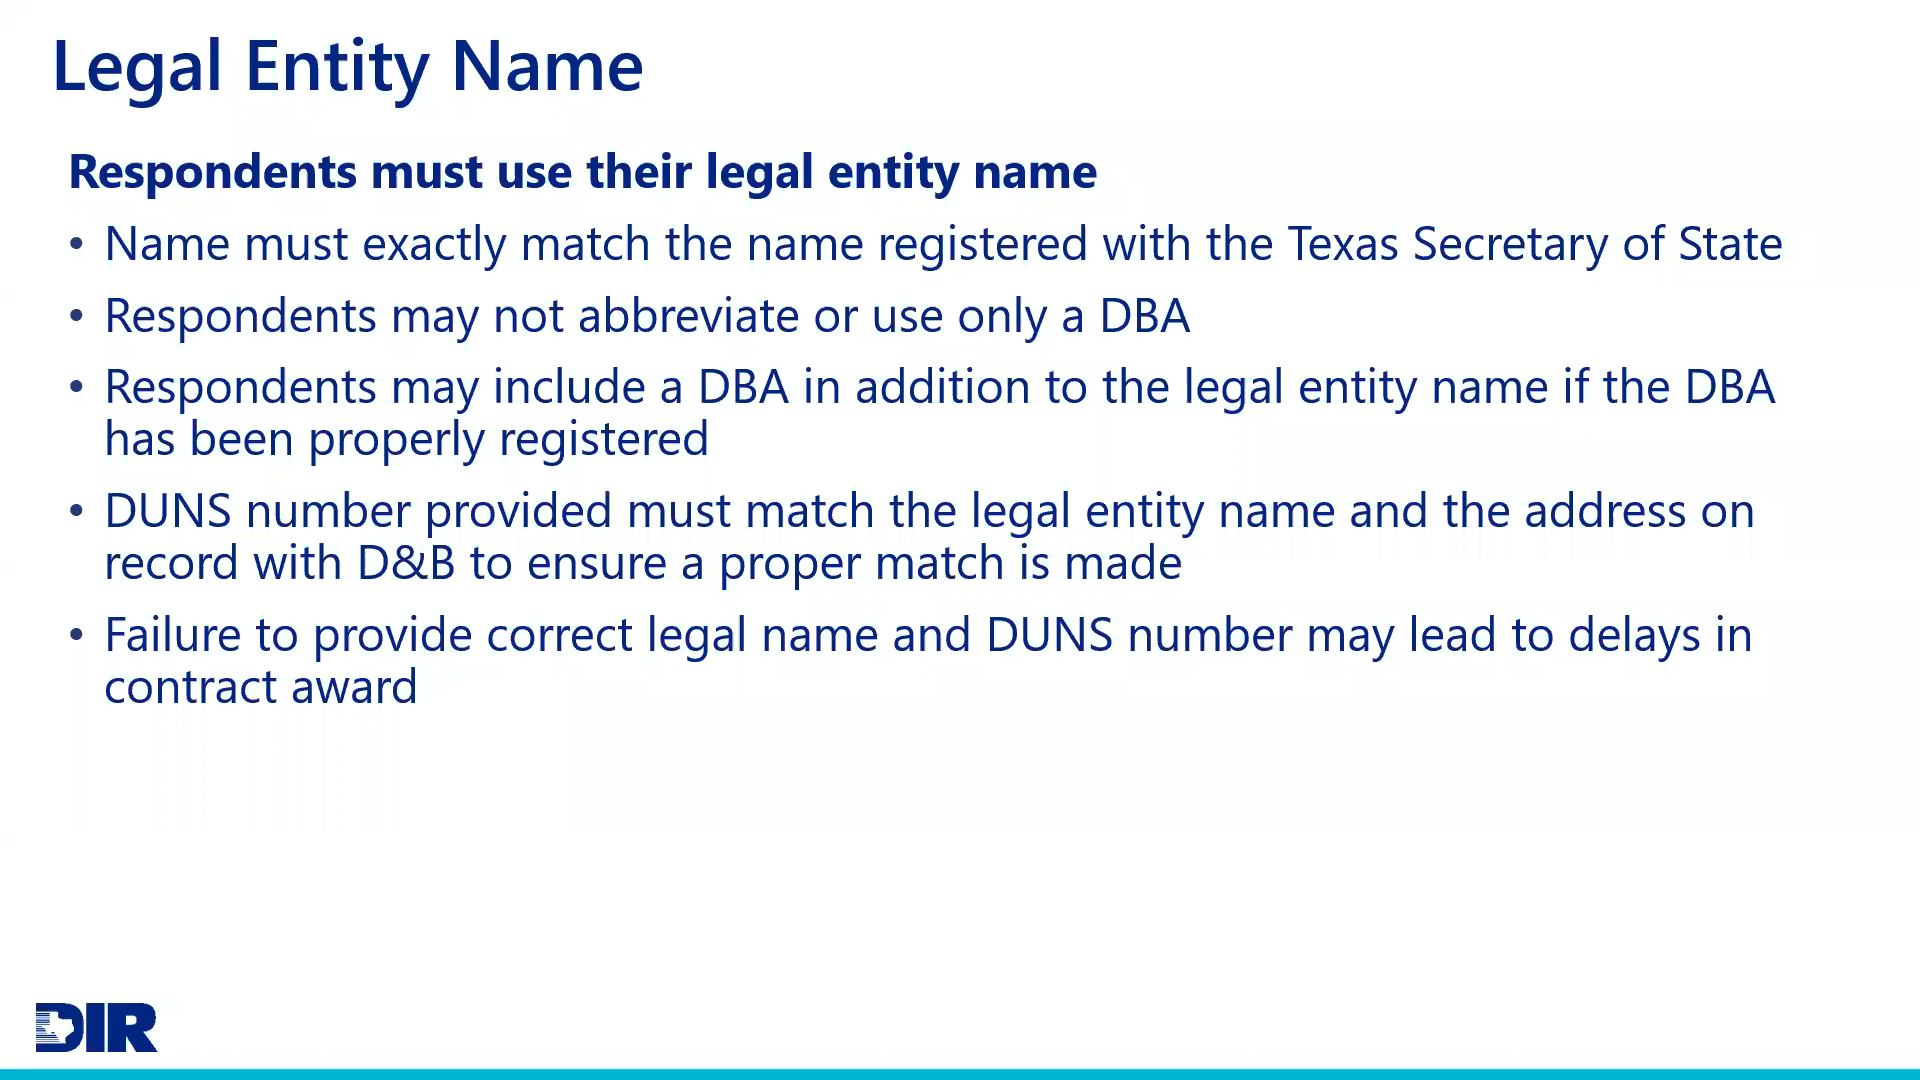 Legal Entity Name
Respondents must use their legal entity name
• Name must exactly match the name registered with the Texas Secretary of State
• Respondents may not abbreviate or use only a DBA
• Respondents may include a DBA in addition to the legal entity name if the DBA
has been properly registered
• DUNS number provided must match the legal entity name and the address on
record with D&B to ensure a proper match is made
• Failure to provide correct legal name and DUNS number may lead to delays in
contract award
DIR